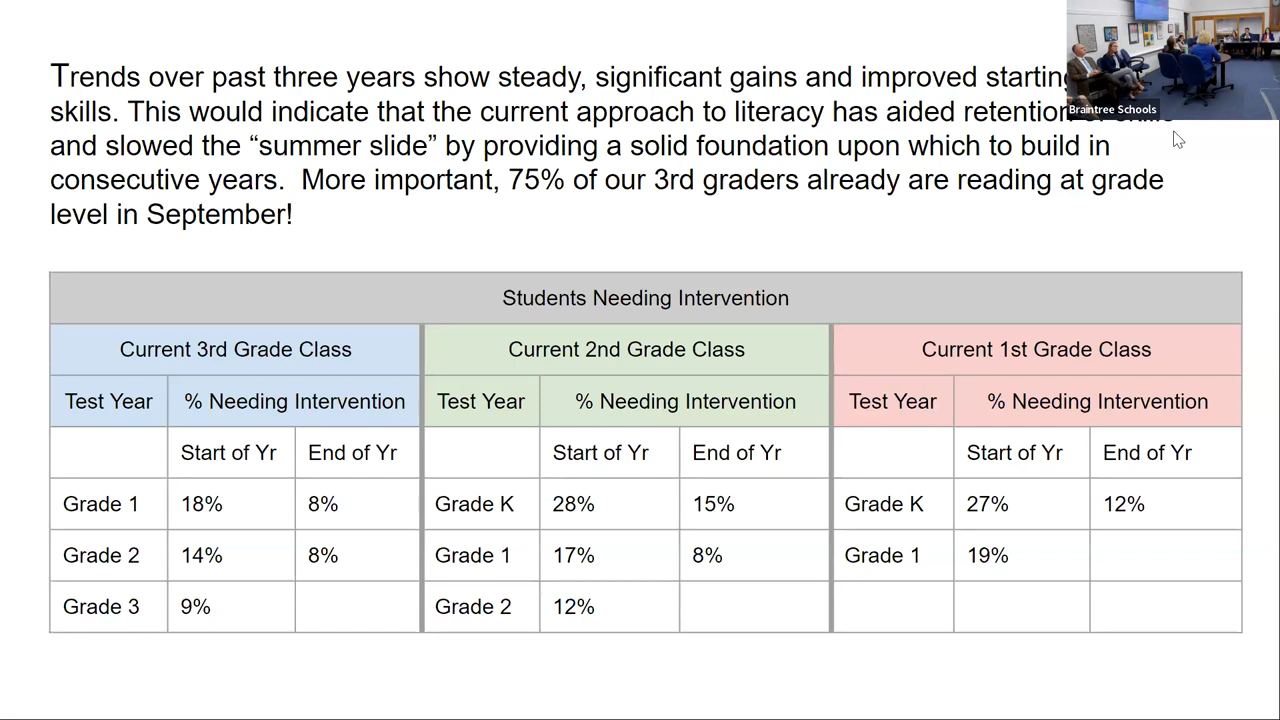 Trends over past three years show steady, significant gains and improved starting
skills. This would indicate that the current approach to literacy has aided retention
and slowed the “summer slide” by providing a solid foundation upon which to build in
consecutive years.  More important, 75% of our 3rd graders already are reading at grade
level in September!
Braintree Schools
Students Needing Intervention
Current 3rd Grade Class Current 2nd Grade Class Current 1st Grade Class
Test Year % Needing Intervention Test Year % Needing Intervention Test Year % Needing Intervention
Start of Yr End of Yr Start of Yr End of Yr Start of Yr End of Yr
Grade 1 18% 8% Grade K 28% 15% Grade K 27% 12%
Grade 2 14% 8% Grade 1 17% 8% Grade 1 19%
Grade 3 9% Grade 2 12%